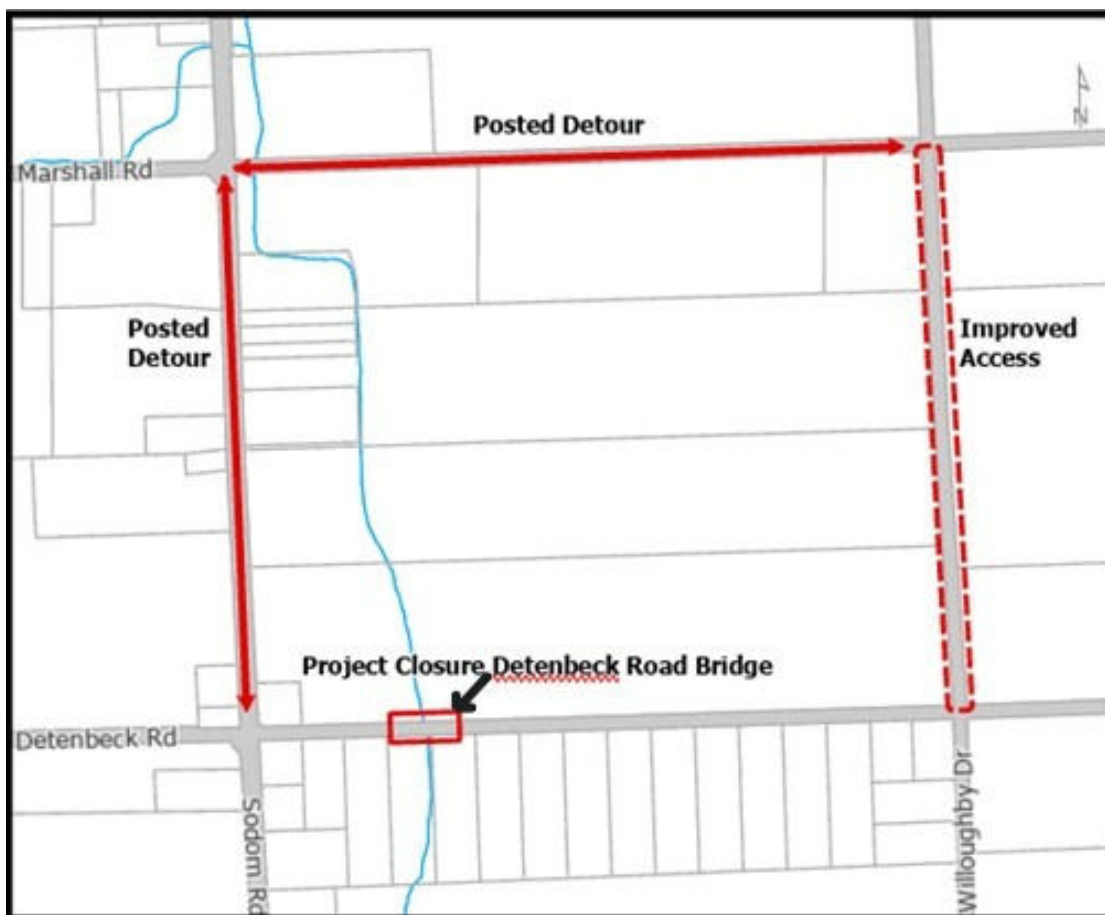 Posted Detour
N
Marshall Rd
Posted
Detour
Improved
Access
Project Closure Detenbeck Road Bridge
Detenbeck Rd
Sodom Rd
Willoughby Dr